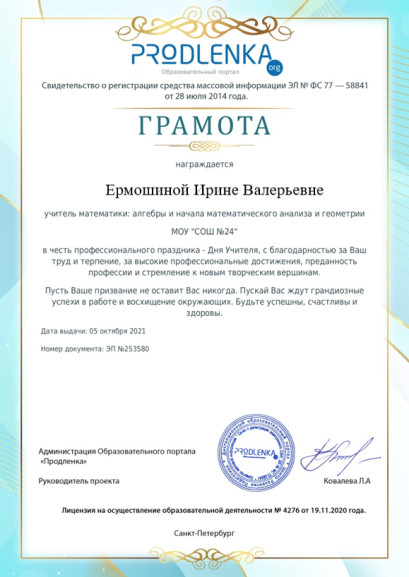 PRODLENKA.org
Образовательный портал
Свидетельство о регистрации средства массовой информации ЭЛ № ФС 77 — 58841
от 28 июля 2014 года.
ГРАМОТА
награждается
Ермошиной Ирине Валерьевне
учитель математики: алгебры и начала математического анализа и геометрии
МОУ "СОШ №24"
в честь профессионального праздника - Дня Учителя, с благодарностью за Ваш
труд и терпение, за высокие профессиональные достижения, преданность
профессии и стремление к новым творческим вершинам.
Пусть Ваше призвание не оставит Вас никогда. Пускай Вас ждут грандиозные
успехи в работе и восхищение окружающих. Будьте успешны, счастливы и
здоровы.
Дата выдачи: 05 октября 2021
Номер документа: ЭП №253580
Администрация Образовательного портала
«Продленка»
PRODLENKA
Руководитель проекта
Ковалева Л.А
Лицензия на осуществление образовательной деятельности № 4276 от 19.11.2020 года.
Санкт-Петербург